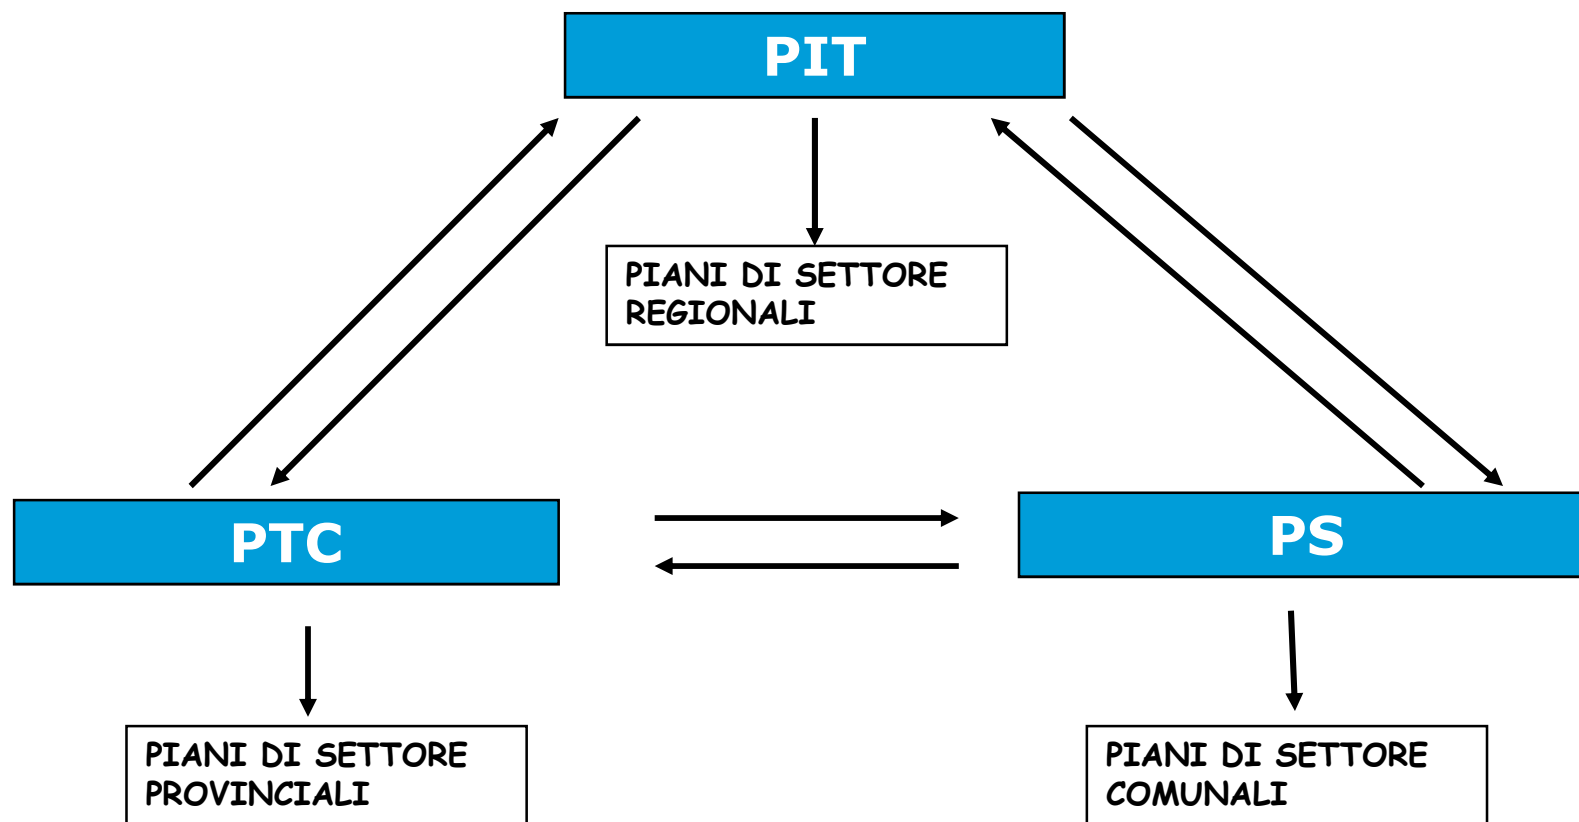 PIT
PIANI DI SETTORE
REGIONALI
PTC
PS
PIANI DI SETTORE
PROVINCIALI
PIANI DI SETTORE
COMUNALI